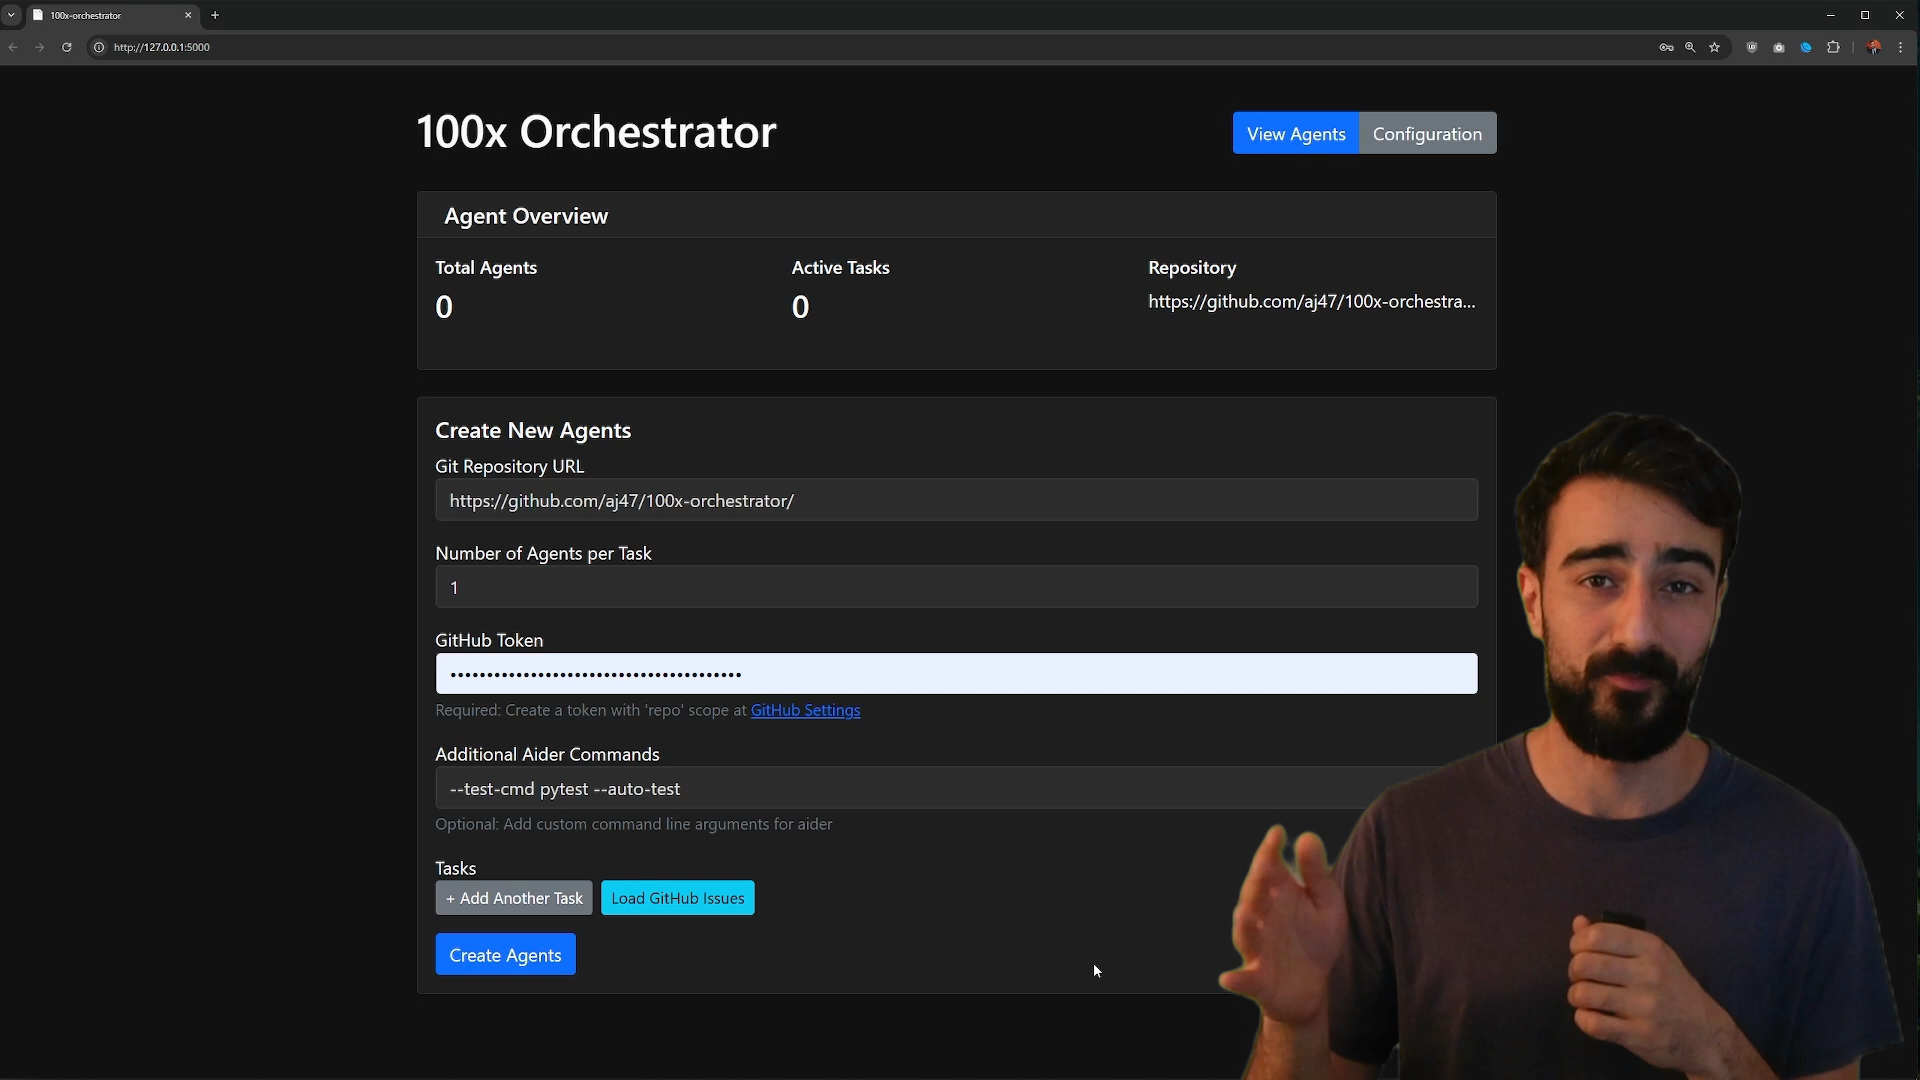 100x-orchestrator
http://127.0.0.1:5000
100x Orchestrator
View Agents
Configuration
Agent Overview
Total Agents
0
Active Tasks
0
Repository
https://github.com/aj47/100x-orchestra...
Create New Agents
Git Repository URL
https://github.com/aj47/100x-orchestrator/
Number of Agents per Task
1
GitHub Token
Required: Create a token with 'repo' scope at GitHub Settings
Additional Aider Commands
--test-cmd pytest --auto-test
Optional: Add custom command line arguments for aider
Tasks
+ Add Another Task
Load GitHub Issues
Create Agents